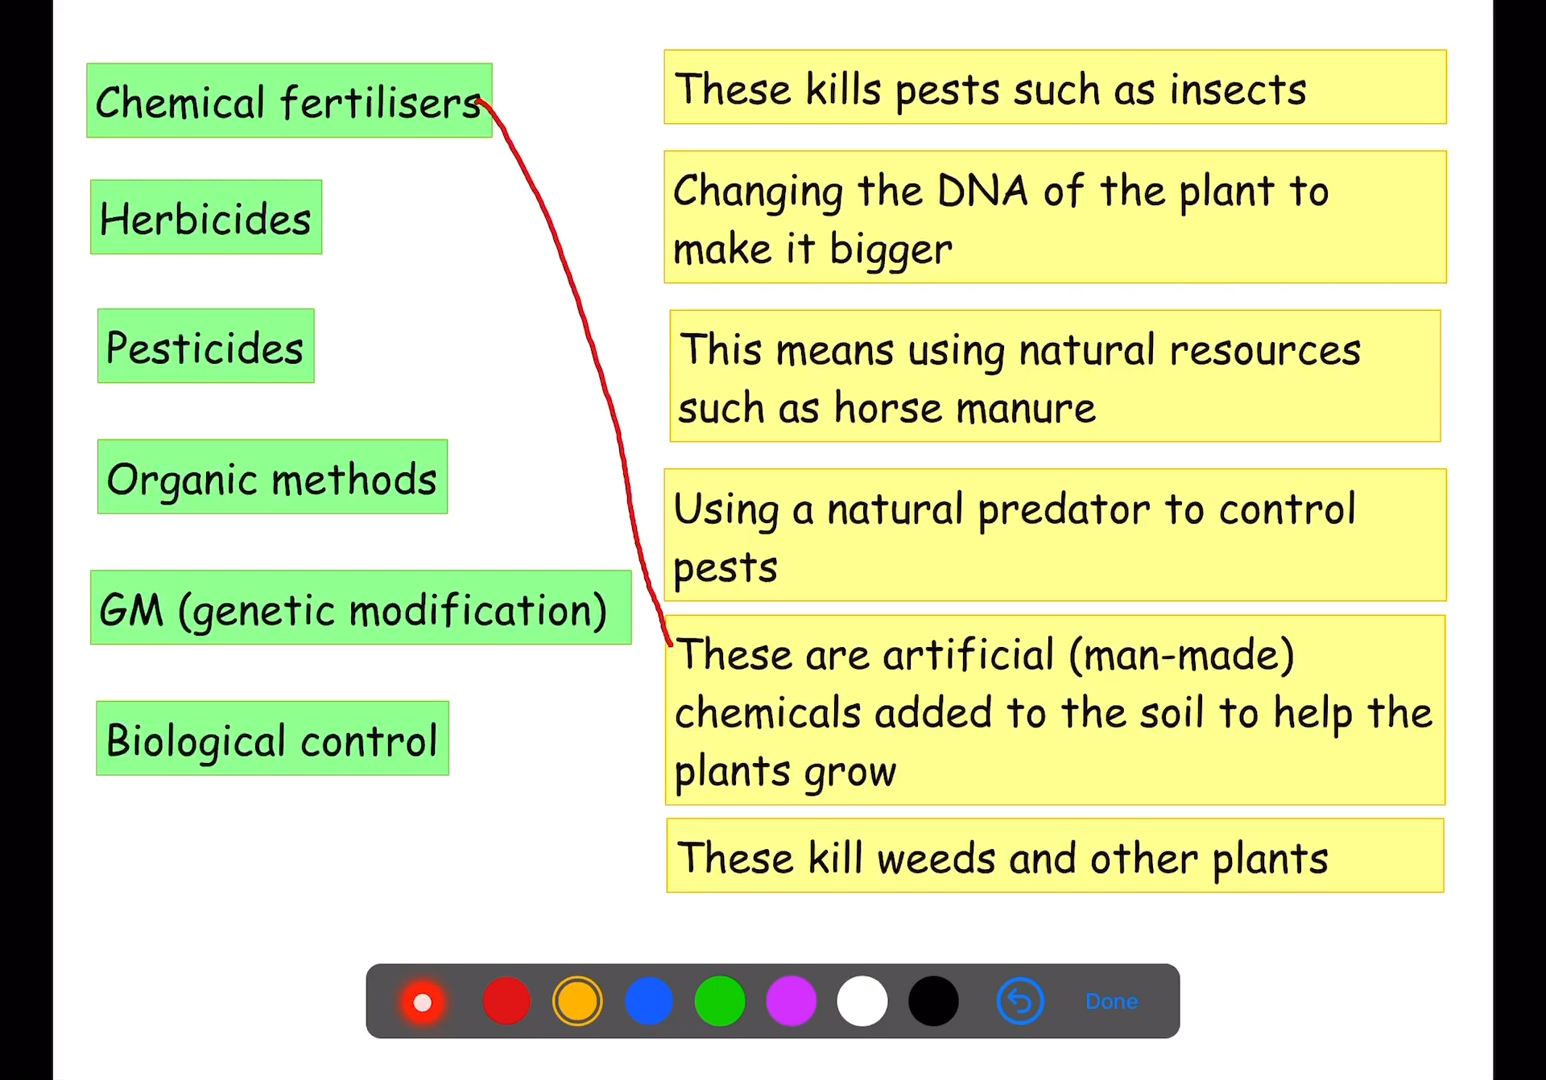 Chemical fertilisers
Herbicides
Pesticides
Organic methods
GM (genetic modification)
Biological control
These kills pests such as insects
Changing the DNA of the plant to
make it bigger
This means using natural resources
such as horse manure
Using a natural predator to control
pests
These are artificial (man-made)
chemicals added to the soil to help the
plants grow
These kill weeds and other plants
Done